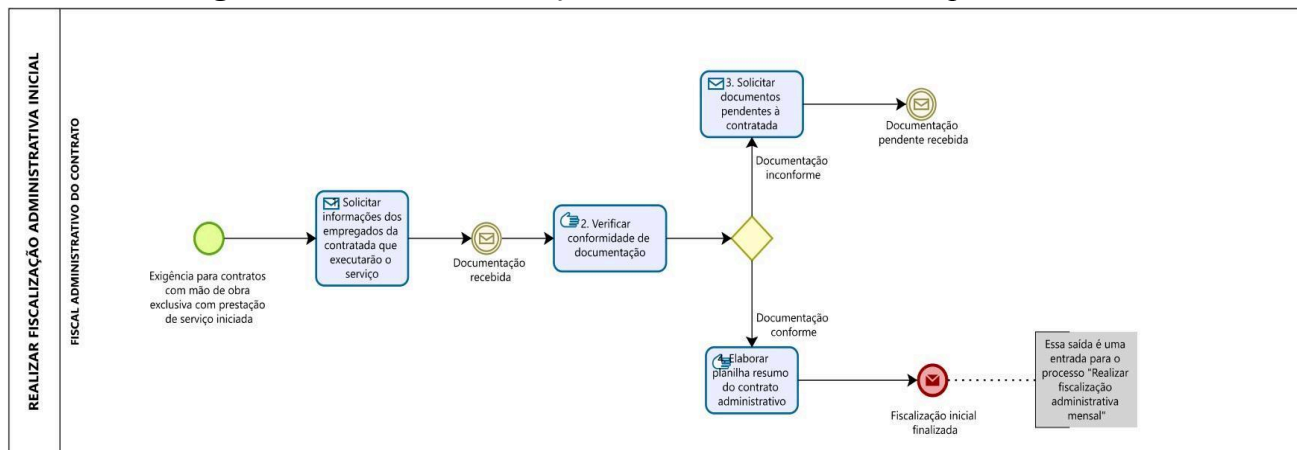 REALIZAR FISCALIZAÇÃO ADMINISTRATIVA INICIAL
FISCAL ADMINISTRATIVO DO CONTRATO
Exigência para contratos
com mão de obra
exclusiva com prestação
de serviço iniciada
Solicitar
informações dos
empregados da
contratada que
executarão o
serviço
Documentação
recebida
2. Verificar
conformidade de
documentação
3. Solicitar
documentos
pendentes à
contratada
Documentação
pendente recebida
Documentação
inconforme
Documentação
conforme
4. Elaborar
planilha resumo
do contrato
administrativo
Fiscalização inicial
finalizada
Essa saída é uma
entrada para o
processo "Realizar
fiscalização
administrativa
mensal"